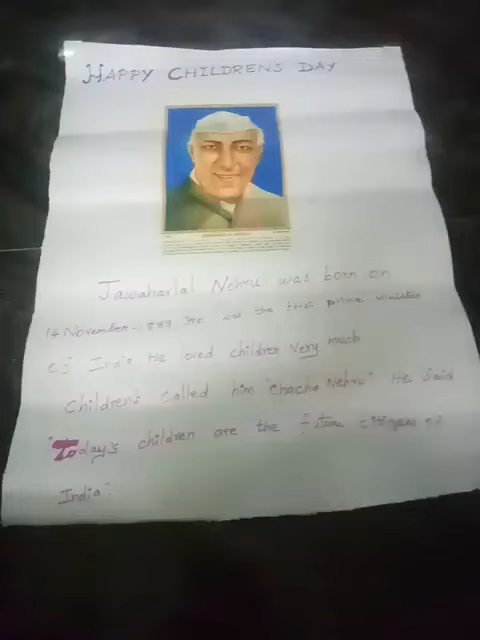 HAPPY CHILDRENS DAY
JAWAHARLAL NEHRU
Jawaharlal Nehru was born on
14 November-1889 He was the first prime minister
of India He loved children very much
Children's called him "chacha Nehru" He said
"Today's children are the future citizens of
India".